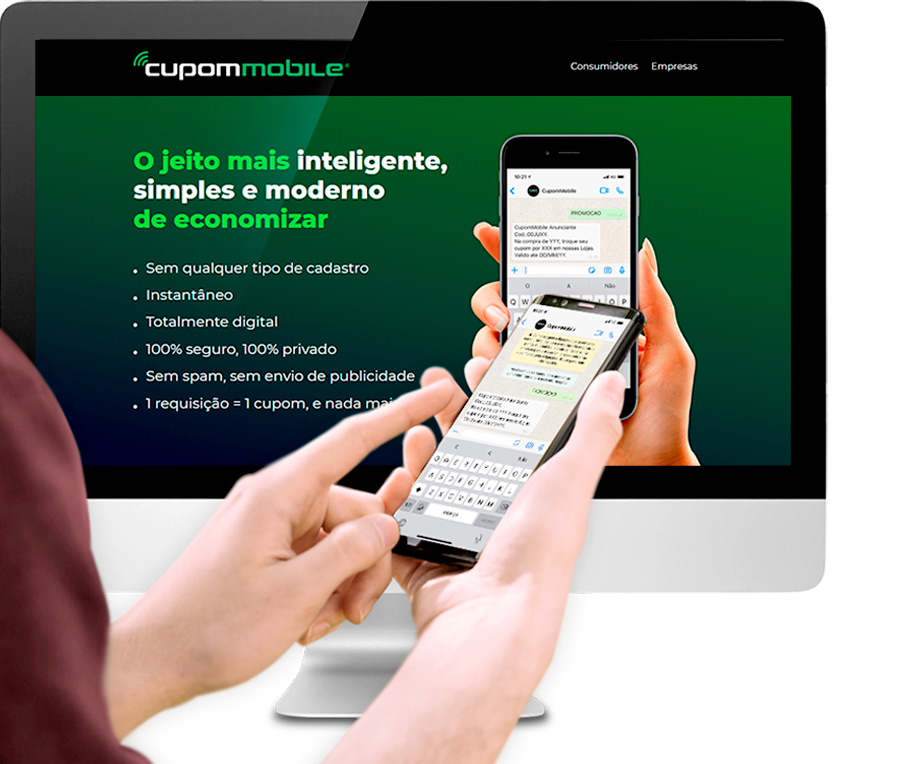 cupommobile
Consumidores Empresas
O jeito mais inteligente,
simples e moderno
de economizar
• Sem qualquer tipo de cadastro
• Instantâneo
• Totalmente digital
• 100% seguro, 100% privado
• Sem spam, sem envio de publicidade
• 1 requisição = 1 cupom, e nada mai
10:21
CupomMobile
PROMOCAO
CupomMobile Anunciante
Cod.:00JUXY.
Na compra de YYY, troque seu
cupom por XXX em nossas Lojas.
Valido ate DD/MM/YY.
O A Não
Q W O P
CupomMobile